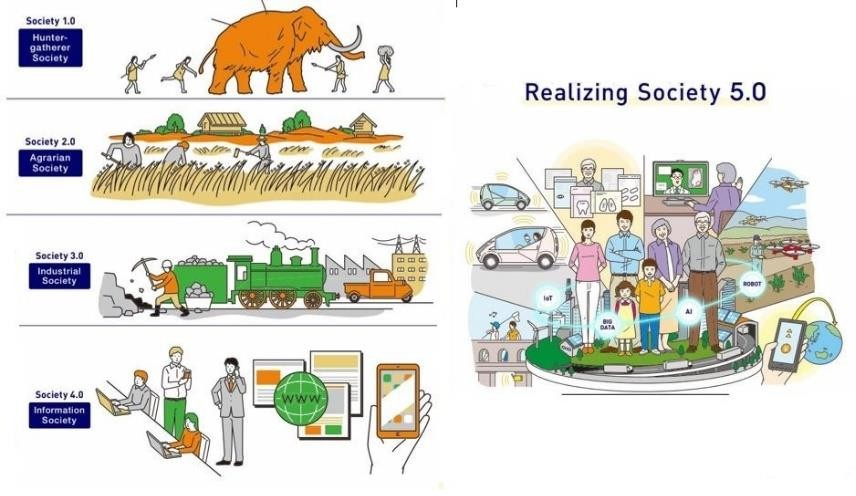 Society 1.0
Hunter-
gatherer
Society
Society 2.0
Agrarian
Society
Society 3.0
Industrial
Society
Society 4.0
Information
Society
WWW
Realizing Society 5.0
IoT
BIG
DATA
AI
ROBOT